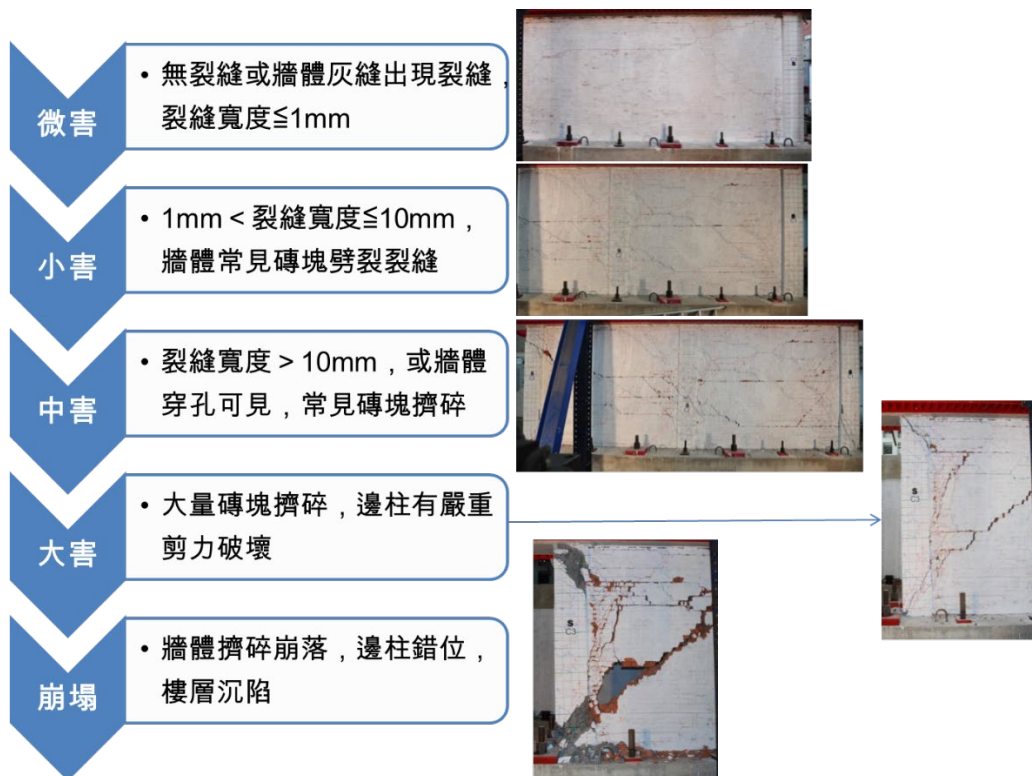 微害
• 無裂縫或牆體灰縫出現裂縫，
裂縫寬度≦1mm
小害
• 1mm < 裂縫寬度≦10mm，
牆體常見磚塊劈裂裂縫
中害
• 裂縫寬度 > 10mm，或牆體
穿孔可見，常見磚塊擠碎
大害
• 大量磚塊擠碎，邊柱有嚴重
剪力破壞
崩塌
• 牆體擠碎崩落，邊柱錯位，
樓層沉陷
S
C3
S
C3